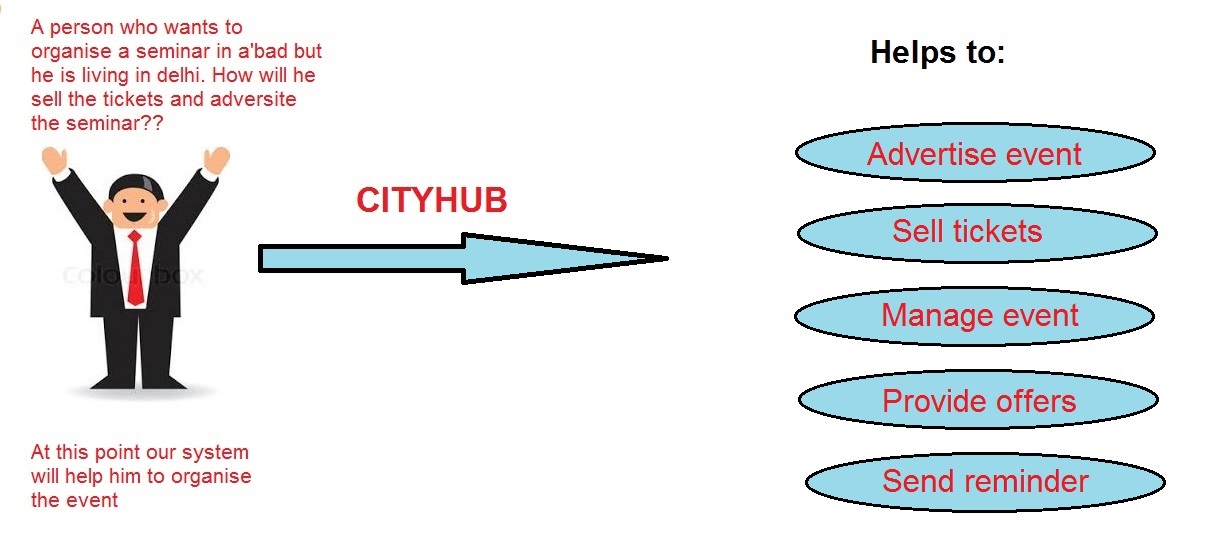 A person who wants to
organise a seminar in a'bad but
he is living in delhi. How will he
sell the tickets and adversite
the seminar??
Colourbox
At this point our system
will help him to organise
the event
CITYHUB
Helps to:
Advertise event
Sell tickets
Manage event
Provide offers
Send reminder